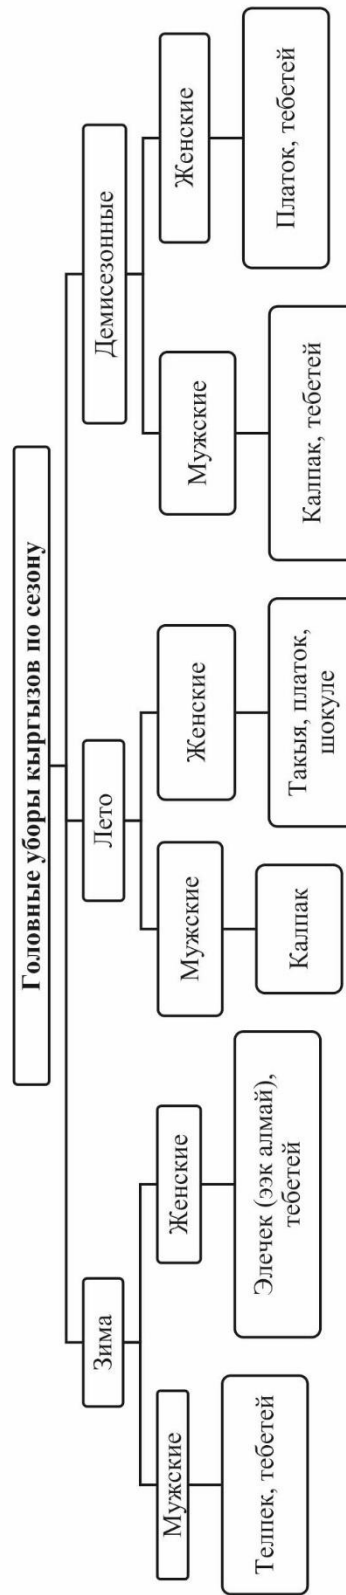 Головные уборы кыргызов по сезону
Зима
Мужские
Телпек, тебетей
Женские
Элечек (ээк алмай),
тебетей
Лето
Мужские
Калпак
Женские
Такыя, платок,
шокуле
Демисезонные
Мужские
Калпак, тебетей
Женские
Платок, тебетей